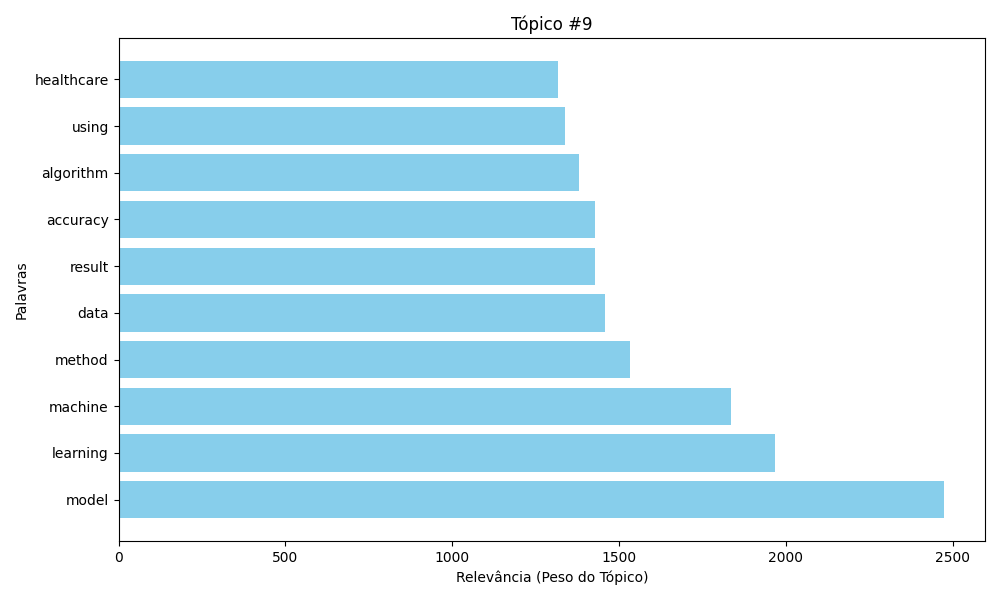 Tópico #9
healthcare
using
algorithm
accuracy
result
data
method
machine
learning
model
Palavras
0 500 1000 1500 2000 2500
Relevância (Peso do Tópico)